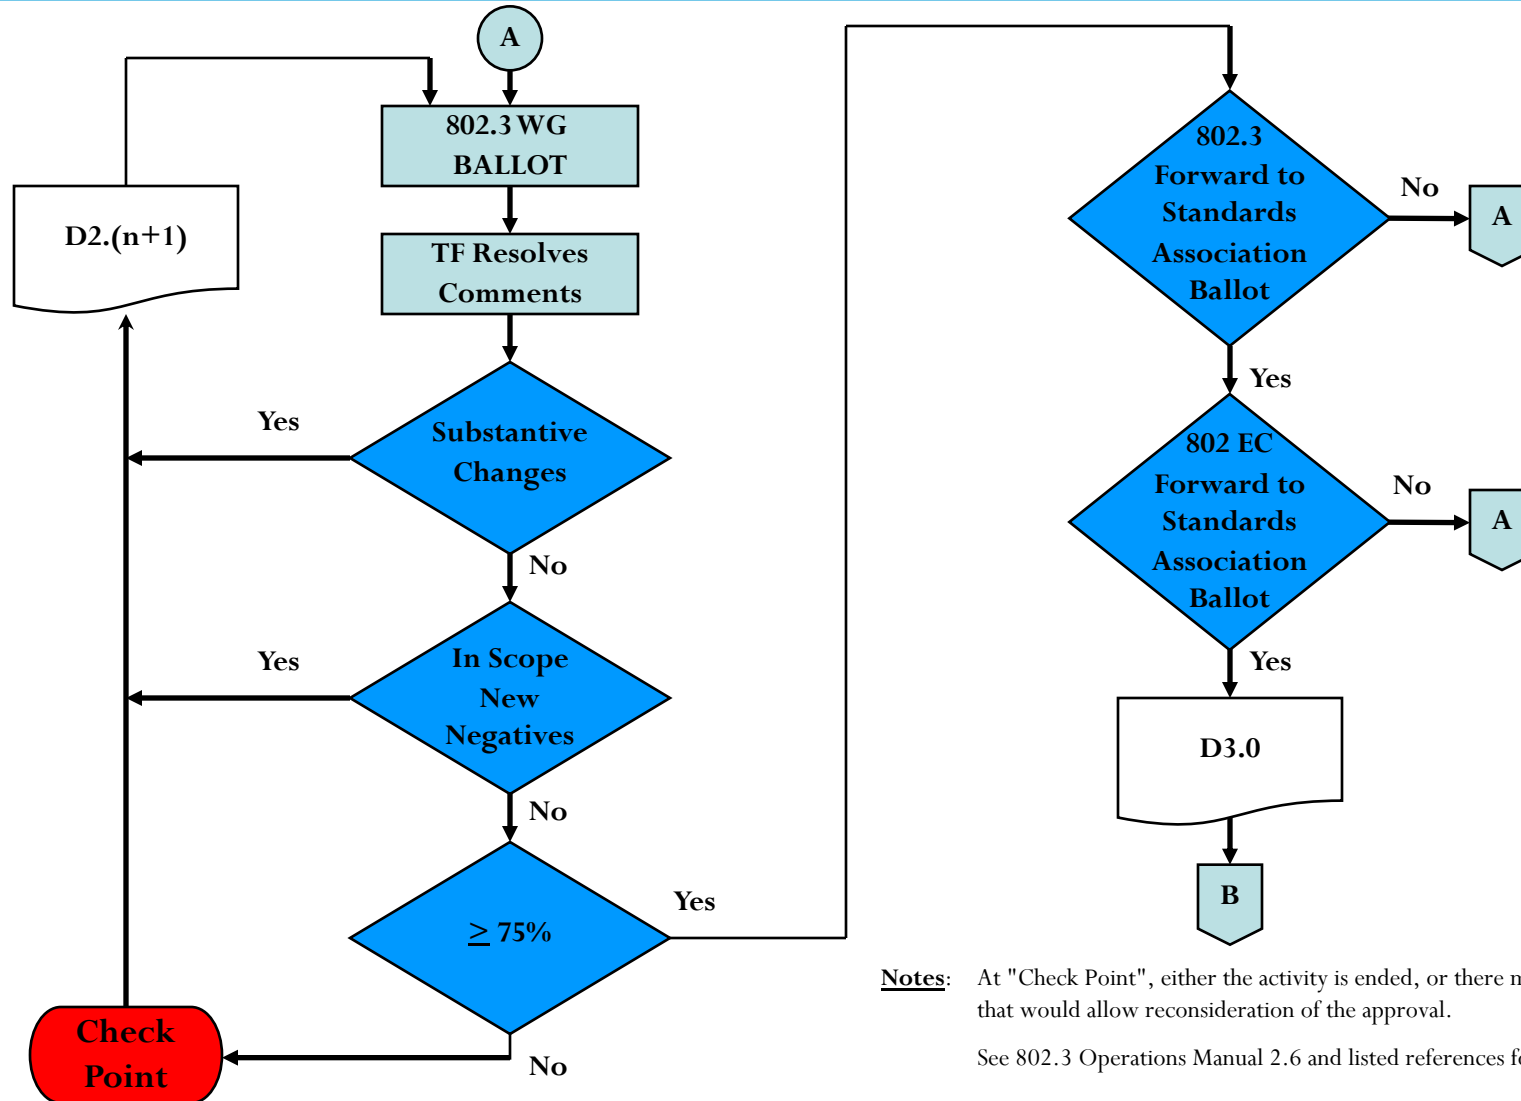 A
802.3 WG
BALLOT
D2.(n+1)
TF Resolves
Comments
Yes
Substantive
Changes
No
Yes
In Scope
New
Negatives
No
≥ 75%
Yes
Check
Point
No
802.3
Forward to
Standards
Association
Ballot
No
A
Yes
802 EC
Forward to
Standards
Association
Ballot
No
A
Yes
D3.0
B
Notes: At "Check Point", either the activity is ended, or there
that would allow reconsideration of the approval.
See 802.3 Operations Manual 2.6 and listed references